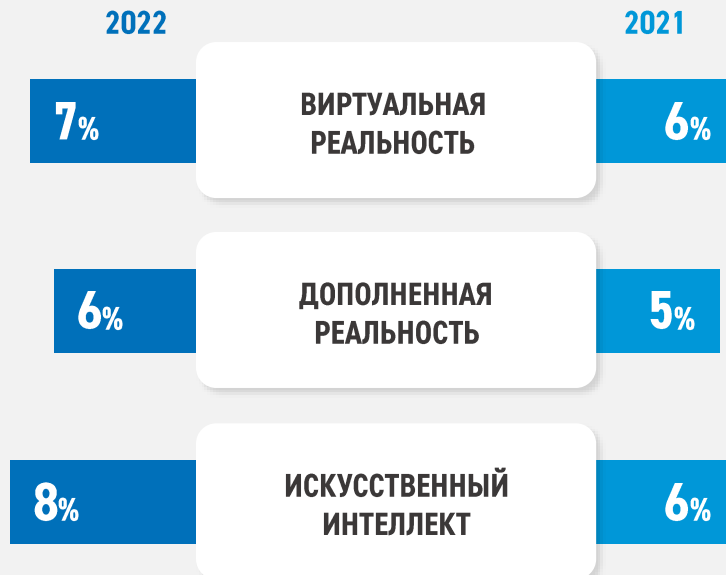 2022 2021
7% ВИРТУАЛЬНАЯ 6%
РЕАЛЬНОСТЬ
6% ДОПОЛНЕННАЯ 5%
РЕАЛЬНОСТЬ
8% ИСКУССТВЕННЫЙ 6%
ИНТЕЛЛЕКТ